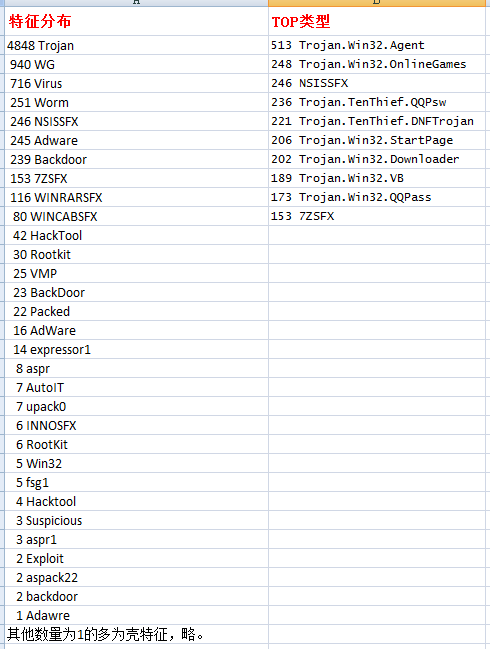 特征分布 TOP类型
4848 Trojan 513 Trojan.Win32.Agent
940 WG 248 Trojan.Win32.OnlineGames
716 Virus 246 NSISSFX
251 Worm 236 Trojan.TenThief.QQPsw
246 NSISSFX 221 Trojan.TenThief.DNFTrojan
245 Adware 206 Trojan.Win32.StartPage
239 Backdoor 202 Trojan.Win32.Downloader
153 7ZSFX 189 Trojan.Win32.VB
116 WINRARSFX 173 Trojan.Win32.QQPass
80 WINCABSFX 153 7ZSFX
42 HackTool
30 Rootkit
25 VMP
23 BackDoor
22 Packed
16 AdWare
14 expressor1
8 aspr
7 AutoIT
7 upack0
6 INNOSFX
6 RootKit
5 Win32
5 fsg1
4 Hacktool
3 Suspicious
3 aspr1
2 Exploit
2 aspack22
2 backdoor
1 Adawre
其他数量为1的多为壳特征，略。